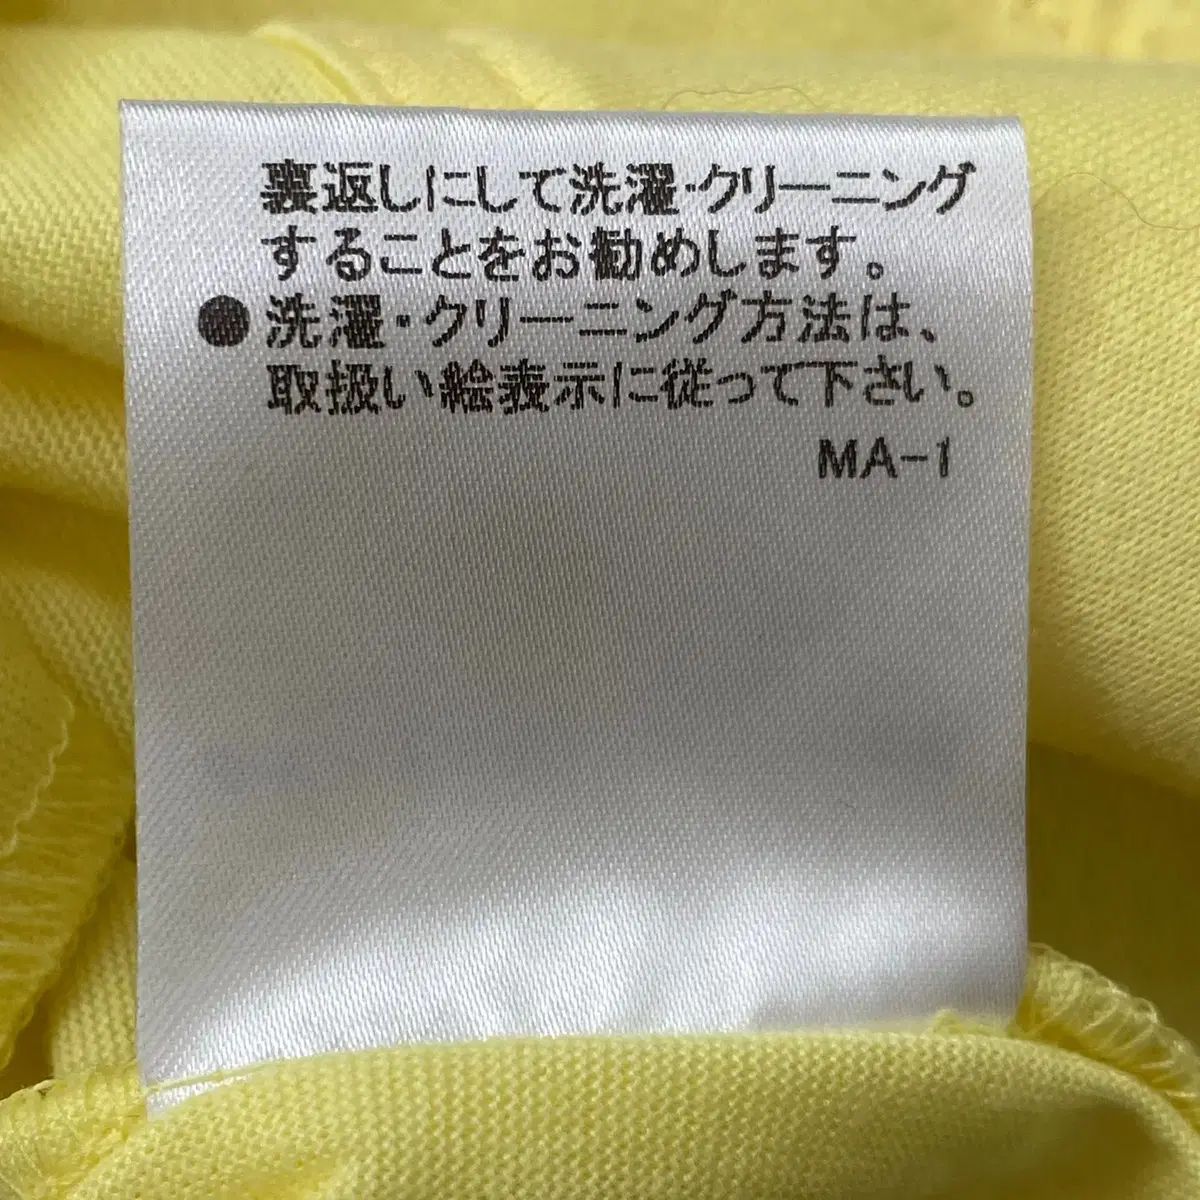 裏返しにして洗濯・クリーニング
することをお勧めします。
●洗濯・クリーニング方法は、
取扱い絵表示に従って下さい。
MA-1